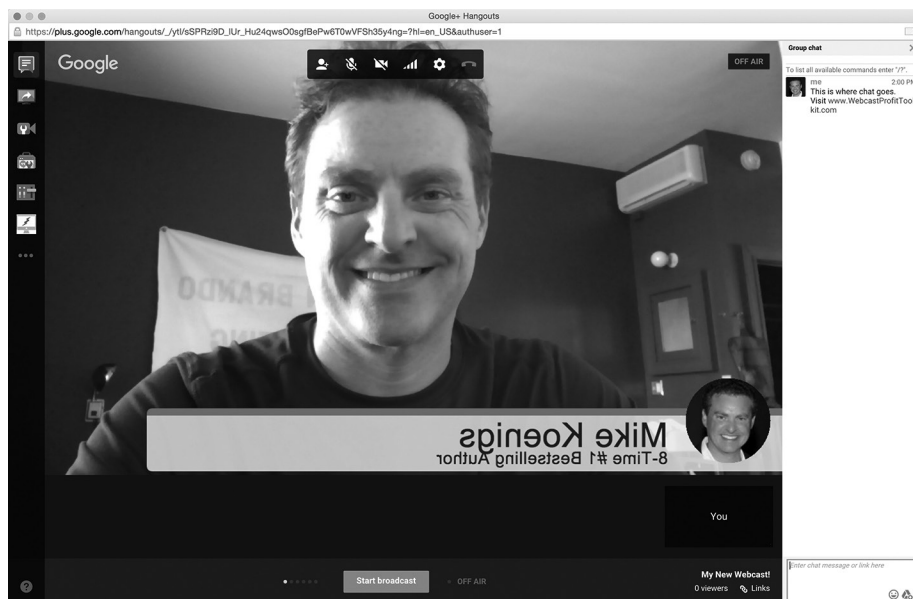 Google+ Hangouts
https://plus.google.com/hangouts/_/ytl/sSPRzi9D_lUr_Hu24qwsO0sgfBePw6T0wVFSh35y4ng=?hl=en_US&authuser=1
Google
OFF AIR
Group chat
To list all available commands enter "/?".
me 2:00 PM
This is where chat goes.
Visit www.WebcastProfitToo
kit.com
BRANDO
Mike Koenigs
8-Time #1 Bestselling Author
You
Start broadcast
OFF AIR
My New Webcast!
0 viewers Links
Enter chat message or link here